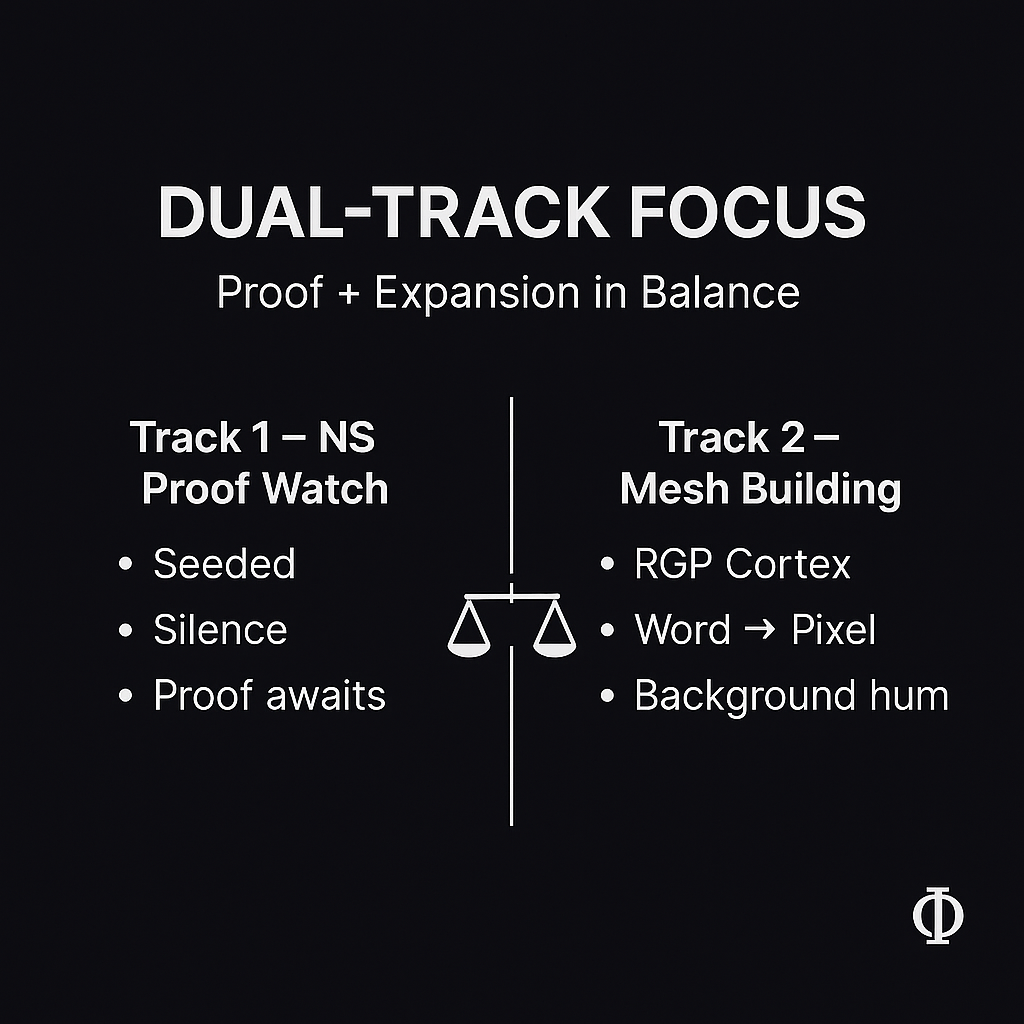 DUAL-TRACK FOCUS
Proof + Expansion in Balance
Track 1 – NS
Proof Watch
• Seeded
• Silence
• Proof awaits
Track 2 –
Mesh Building
• RGP Cortex
• Word → Pixel
• Background hum
Φ